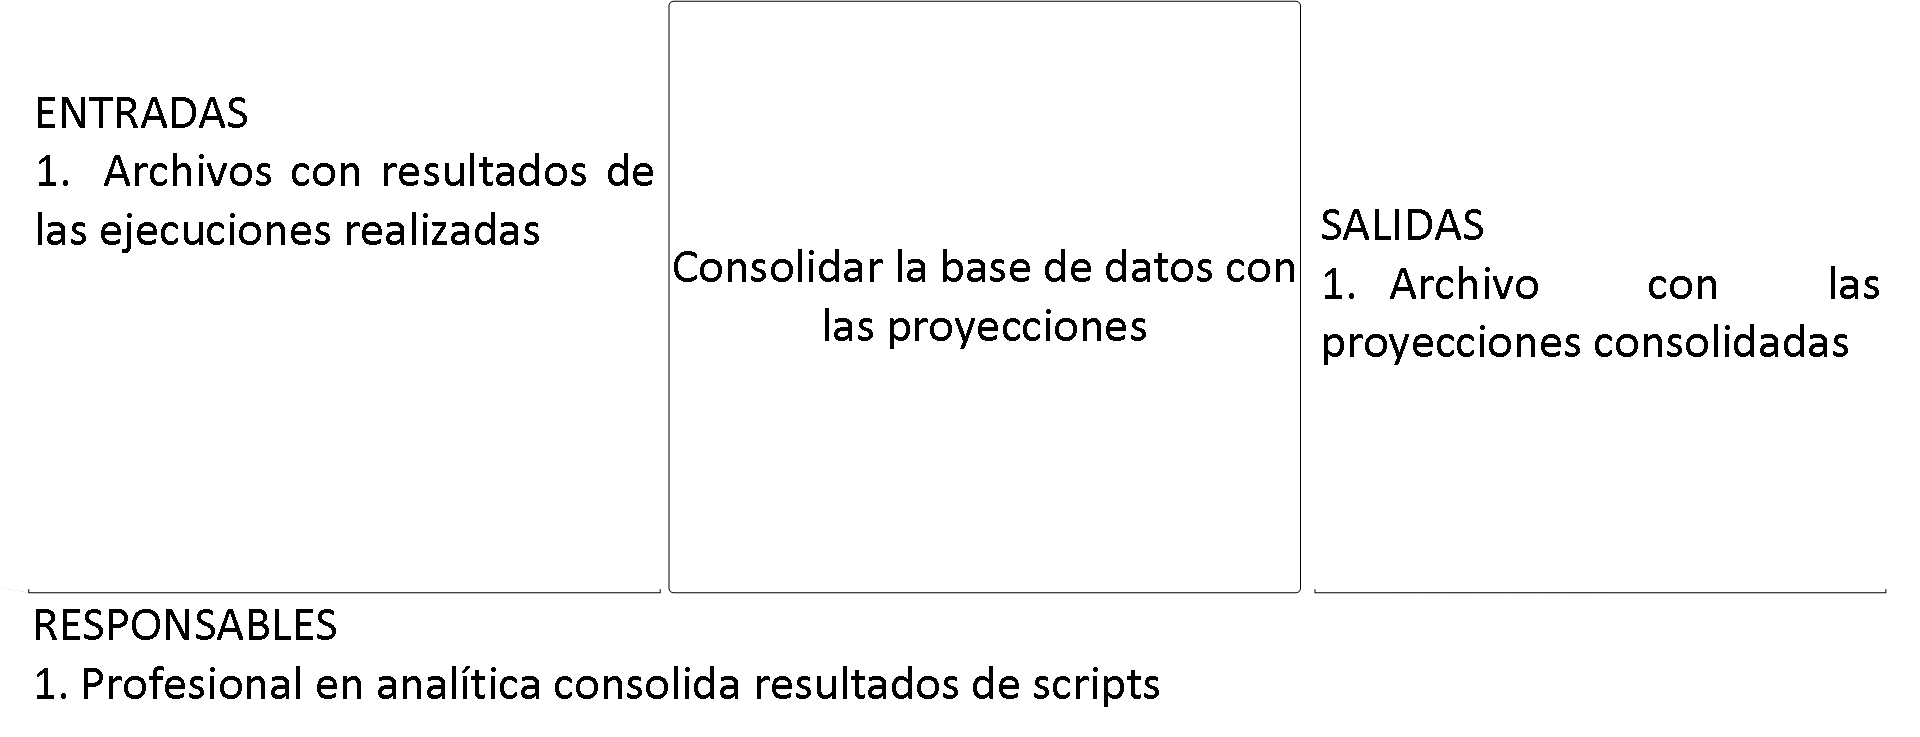 ENTRADAS
1. Archivos con resultados de
las ejecuciones realizadas
Consolidar la base de datos con
las proyecciones
SALIDAS
1. Archivo con las
proyecciones consolidadas
RESPONSABLES
1. Profesional en analítica consolida resultados de scripts